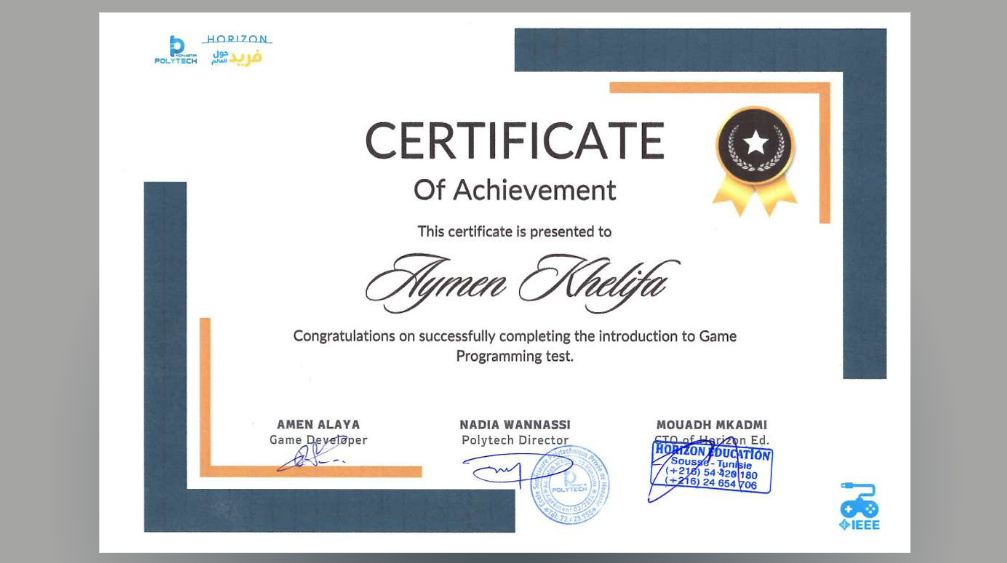 POLYTECH
HORIZON
فريد حول العالم
CERTIFICATE
Of Achievement
This certificate is presented to
Aymen Khelifa
Congratulations on successfully completing the introduction to Game
Programming test.
AMEN ALAYA
Game Developer
NADIA WANNASSI
Polytech Director
MOUADH MKADMI
CTO of Horizon Ed.
HORIZON EDUCATION
Sousse - Tunisie
(+216) 54 428 180
(+216) 24 654 706
POLYTECH
IEEE